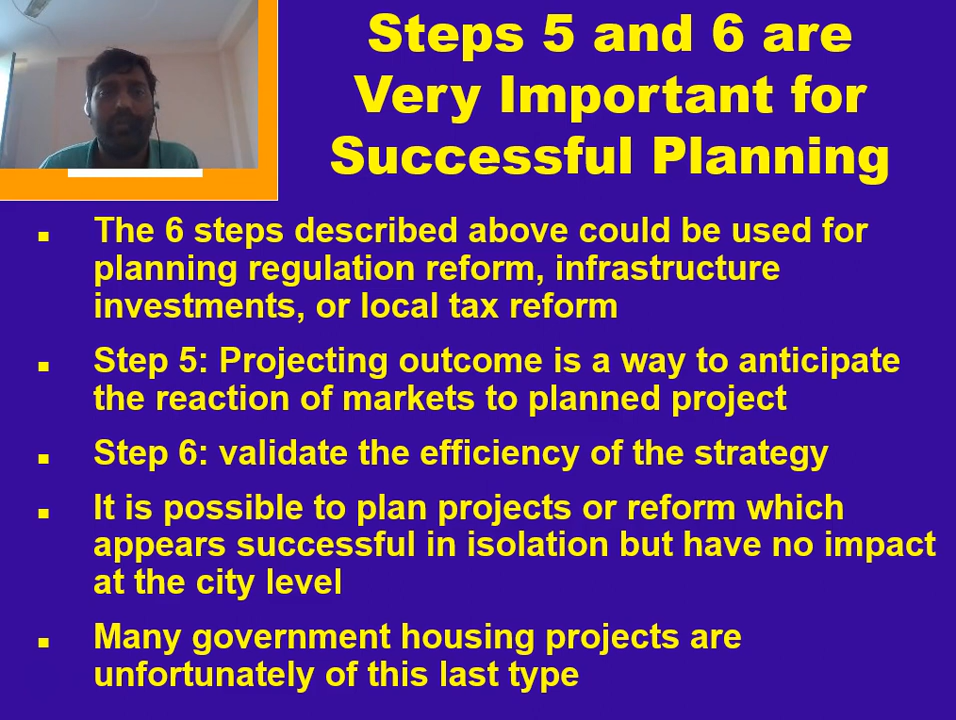 Steps 5 and 6 are
Very Important for
Successful Planning
The 6 steps described above could be used for
planning regulation reform, infrastructure
investments, or local tax reform
Step 5: Projecting outcome is a way to anticipate
the reaction of markets to planned project
Step 6: validate the efficiency of the strategy
It is possible to plan projects or reform which
appears successful in isolation but have no impact
at the city level
Many government housing projects are
unfortunately of this last type